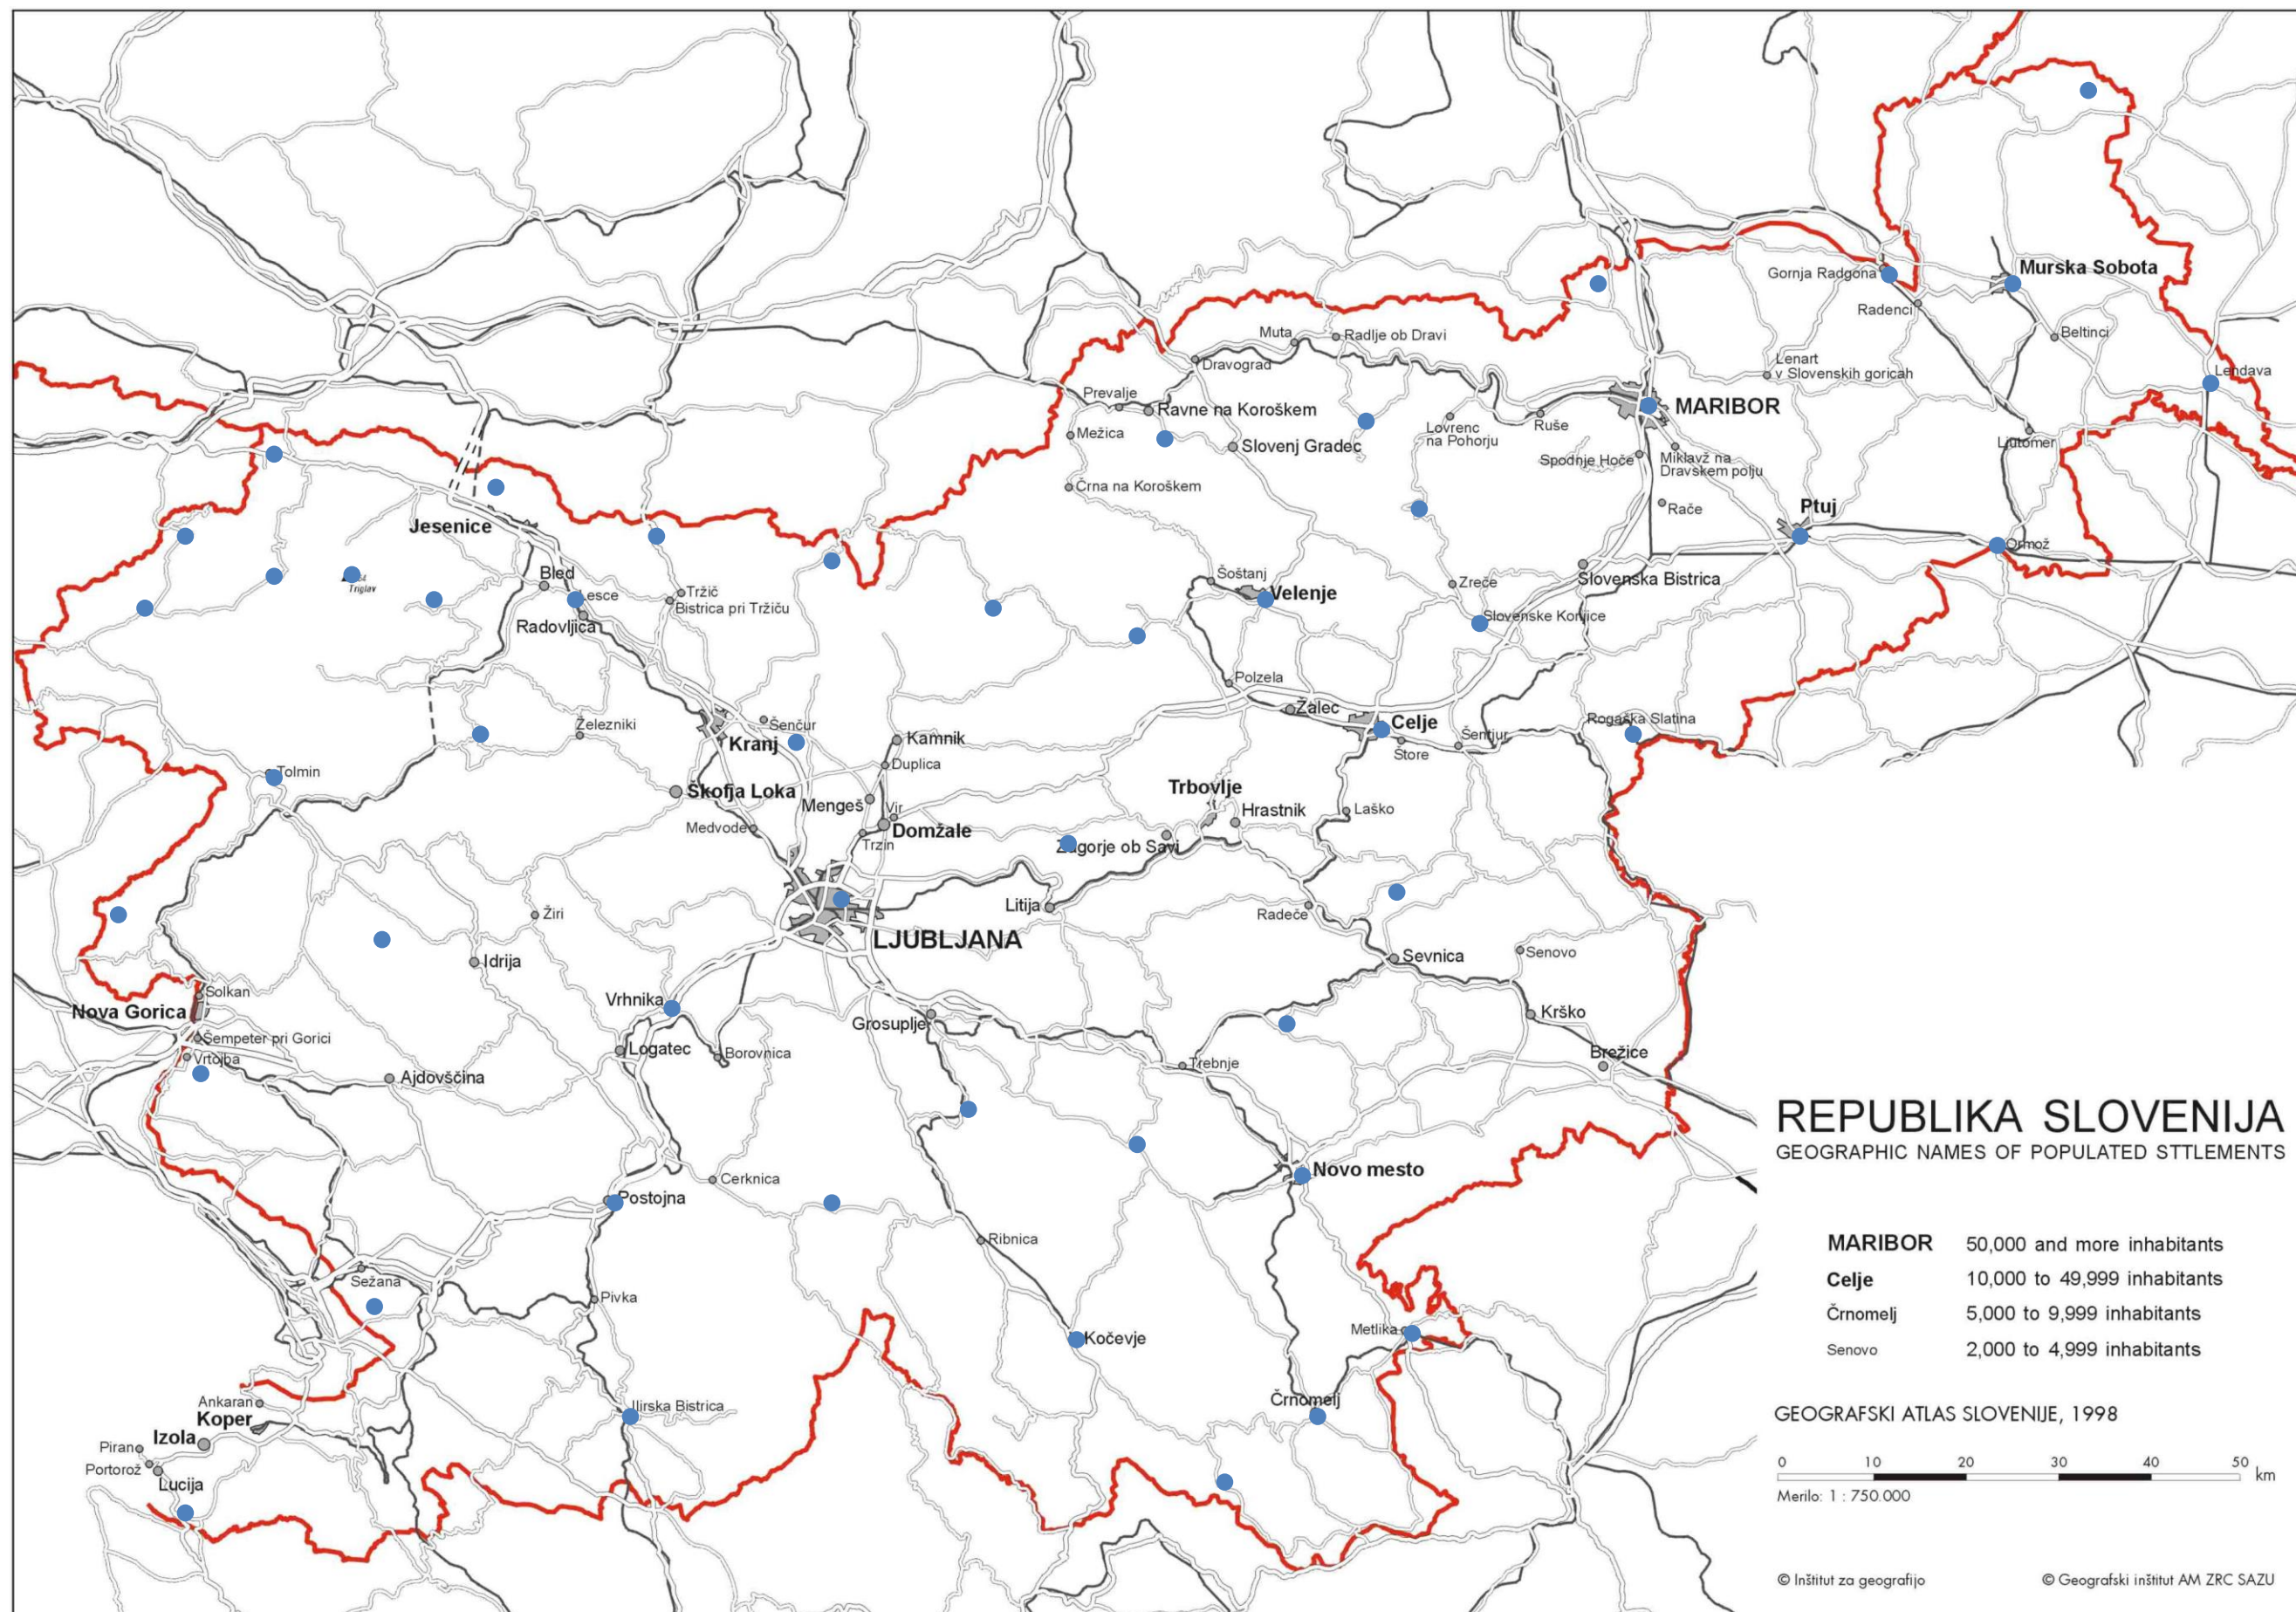 Murska Sobota
Gornja Radgona
Radenci
Beltinci
Muta
Radlje ob Dravi
Dravograd
Lenart
v Slovenskih goricah
Lendava
Prevalje
Ravne na Koroškem
MARIBOR
Mežica
Slovenj Gradec
Lovrenc
na Pohorju
Ruše
Ljutomer
Spodnje Hoče
Miklavž na
Dravskem polju
Črna na Koroškem
Rače
Ptuj
Jesenice
Ormož
Bled
Triglav
Lesce
Tržič
Bistrica pri Tržiču
Radovljica
Šoštanj
Velenje
Zreče
Slovenska Bistrica
Slovenske Konjice
Polzela
Žalec
Celje
Rogaška Slatina
Železniki
Šenčur
Kranj
Kamnik
Štore
Šentjur
Tolmin
Duplica
Škofja Loka
Mengeš
Vir
Domžale
Trbovlje
Hrastnik
Laško
Medvode
Trzin
Zagorje ob Savi
Litija
Radeče
Žiri
LJUBLJANA
Idrija
Sevnica
Senovo
Solkan
Nova Gorica
Vrhnika
Grosuplje
Krško
Šempeter pri Gorici
Vrtojba
Logatec
Borovnica
Trebnje
Brežice
Ajdovščina
REPUBLIKA SLOVENIJA
GEOGRAPHIC NAMES OF POPULATED STTLEMENTS
Novo mesto
Cerknica
Postojna
Ribnica
Sežana
Pivka
MARIBOR 50,000 and more inhabitants
Celje 10,000 to 49,999 inhabitants
Črnomelj 5,000 to 9,999 inhabitants
Senovo 2,000 to 4,999 inhabitants
Metlika
Kočevje
Ankaran
Koper
Ilirska Bistrica
Črnomelj
Izola
Piran
Portorož
Lucija
GEOGRAFSKI ATLAS SLOVENIJE, 1998
0 10 20 30 40 50 km
Merilo: 1 : 750.000
© Inštitut za geografijo
© Geografski inštitut AM ZRC SAZU